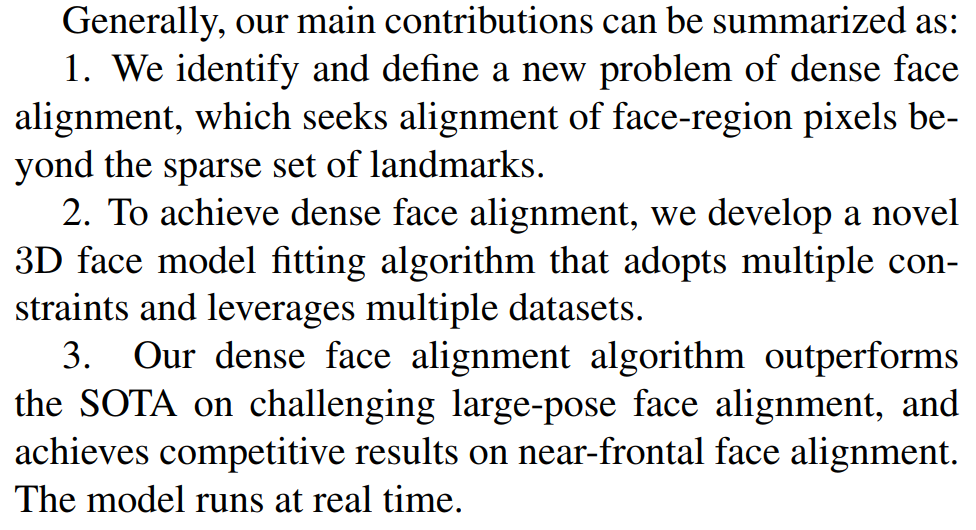 Generally, our main contributions can be summarized as:
1. We identify and define a new problem of dense face
alignment, which seeks alignment of face-region pixels be-
yond the sparse set of landmarks.
2. To achieve dense face alignment, we develop a novel
3D face model fitting algorithm that adopts multiple con-
straints and leverages multiple datasets.
3. Our dense face alignment algorithm outperforms
the SOTA on challenging large-pose face alignment, and
achieves competitive results on near-frontal face alignment.
The model runs at real time.